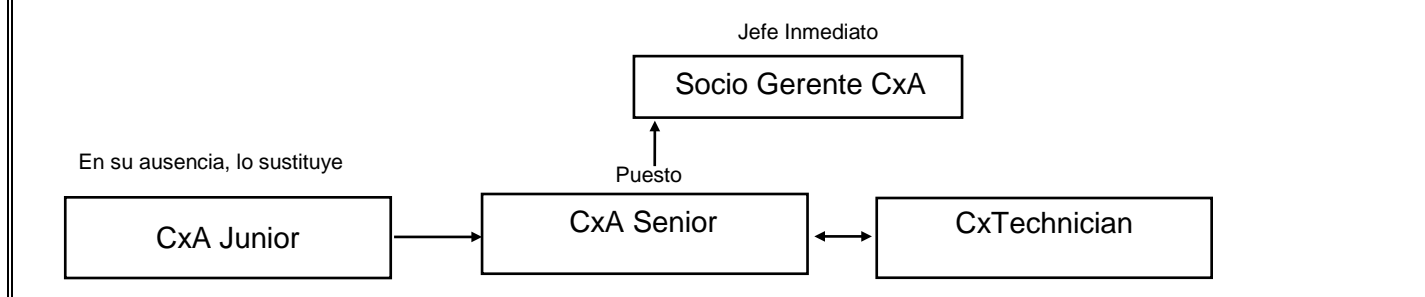 Jefe Inmediato
Socio Gerente CxA
En su ausencia, lo sustituye
Puesto
CxA Junior
CxA Senior
CxTechnician